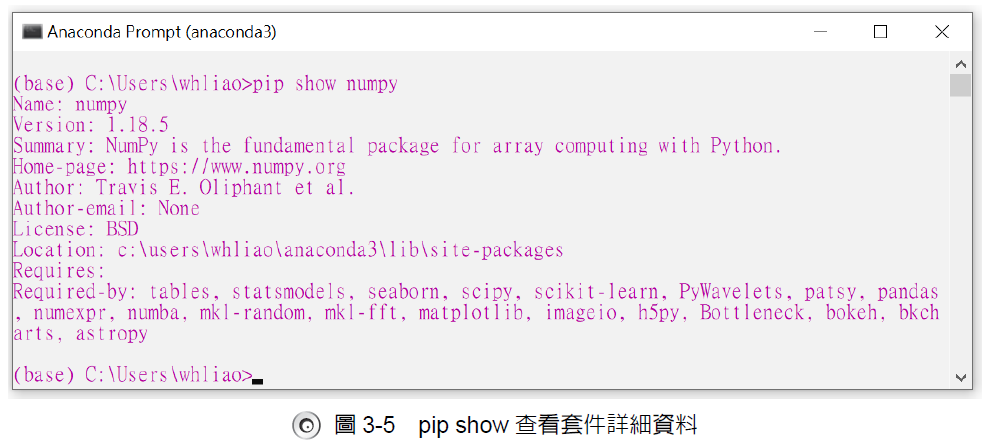 Anaconda Prompt (anaconda3)
(base) C:\Users\whliao>pip show numpy
Name: numpy
Version: 1.18.5
Summary: NumPy is the fundamental package for array computing with Python.
Home-page: https://www.numpy.org
Author: Travis E. Oliphant et al.
Author-email: None
License: BSD
Location: c:\users\whliao\anaconda3\lib\site-packages
Requires:
Required-by: tables, statsmodels, seaborn, scipy, scikit-learn, PyWavelets, patsy, pandas
, numexpr, numba, mkl-random, mkl-fft, matplotlib, imageio, h5py, Bottleneck, bokeh, bkch
arts, astropy
(base) C:\Users\whliao>
圖 3-5 pip show 查看套件詳細資料